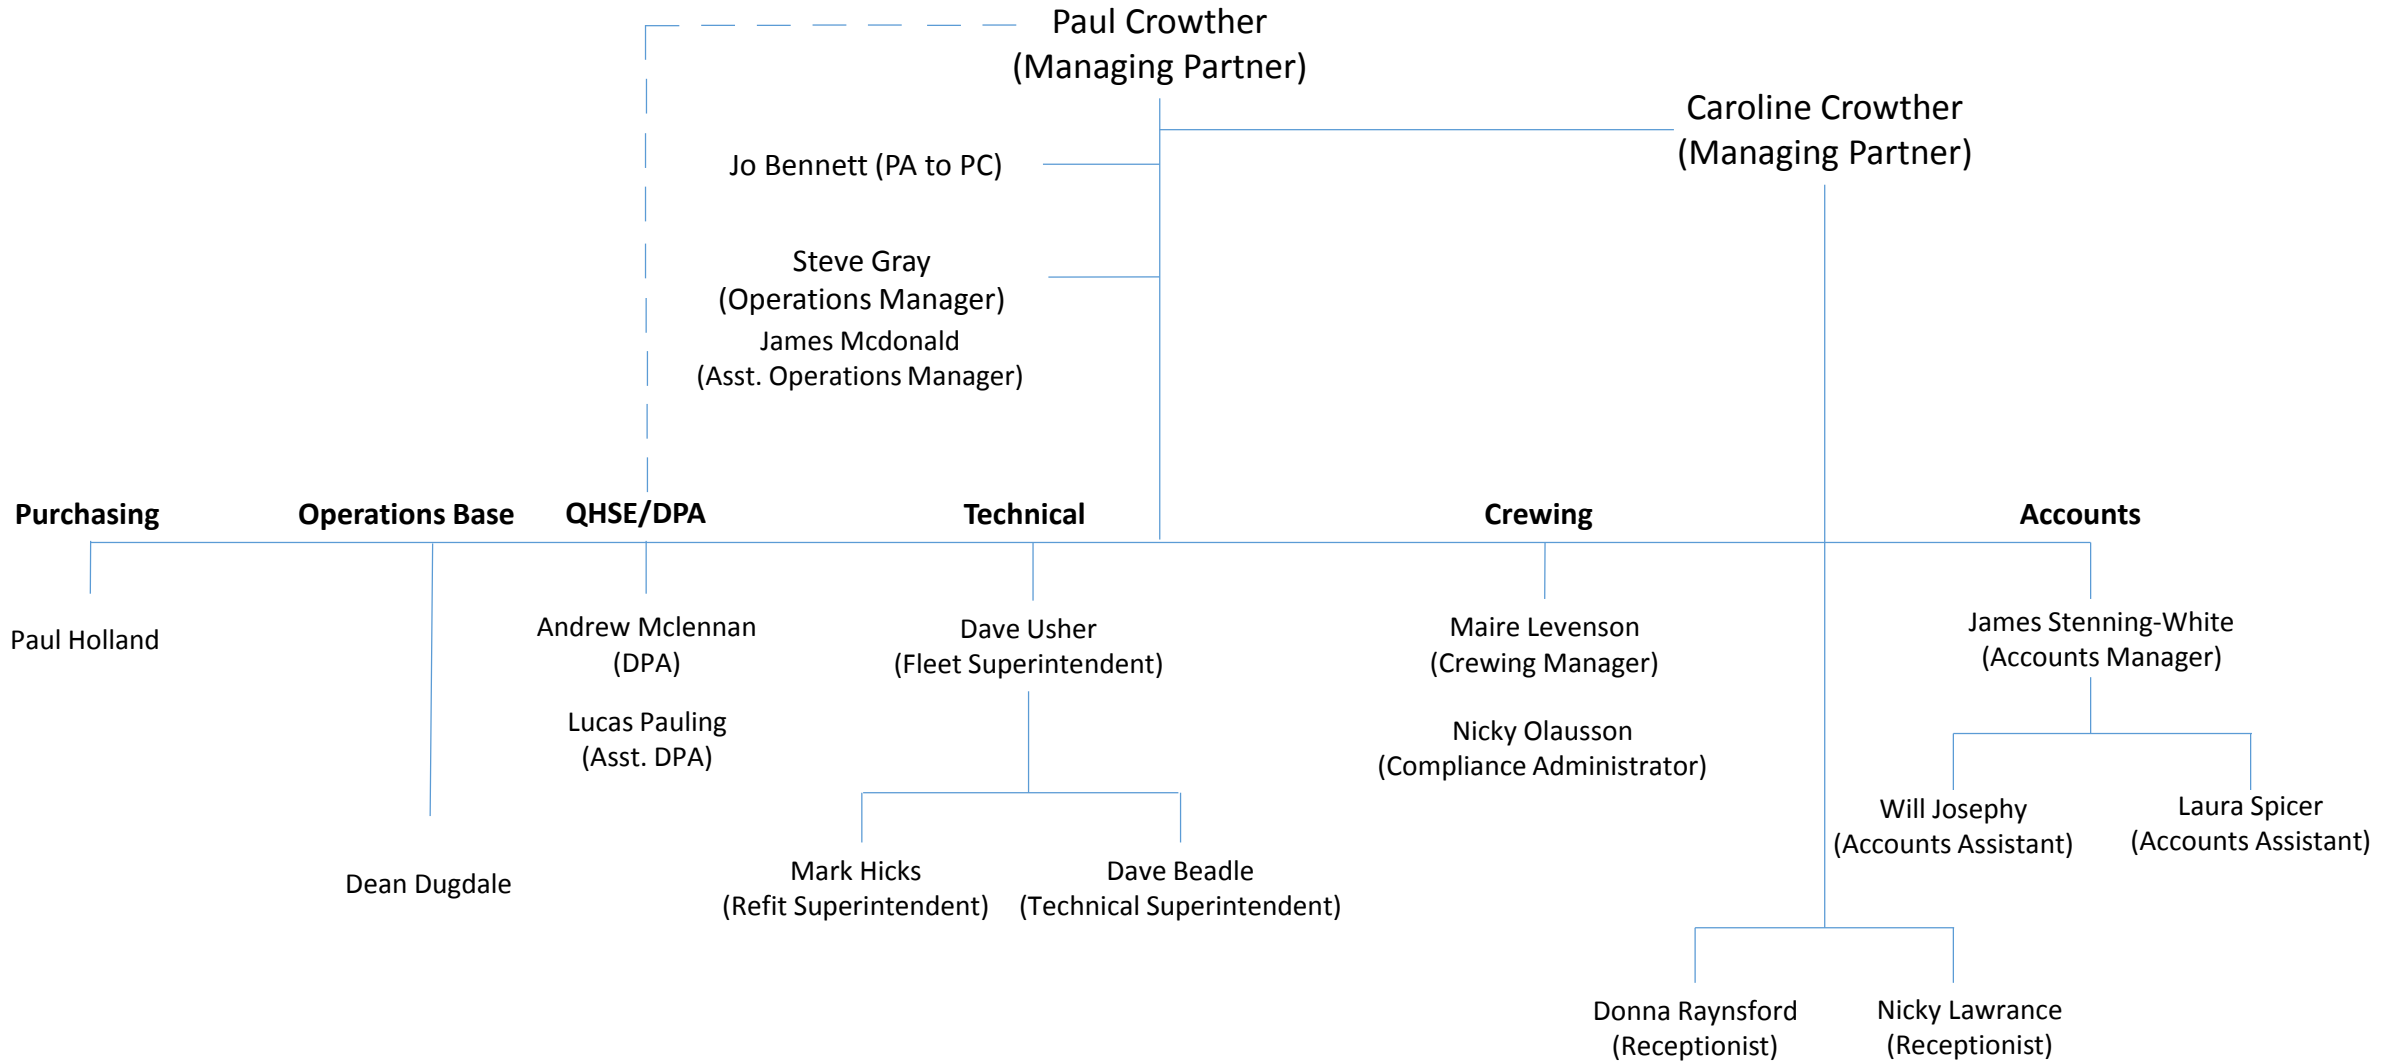 Paul Crowther
(Managing Partner)
Caroline Crowther
(Managing Partner)
Jo Bennett (PA to PC)
Steve Gray
(Operations Manager)
James Mcdonald
(Asst. Operations Manager)
Purchasing
Operations Base
QHSE/DPA
Technical
Crewing
Accounts
Paul Holland
Dean Dugdale
Andrew Mclennan
(DPA)
Lucas Pauling
(Asst. DPA)
Dave Usher
(Fleet Superintendent)
Mark Hicks
(Refit Superintendent)
Dave Beadle
(Technical Superintendent)
Maire Levenson
(Crewing Manager)
Nicky Olausson
(Compliance Administrator)
James Stenning-White
(Accounts Manager)
Will Josephy
(Accounts Assistant)
Laura Spicer
(Accounts Assistant)
Donna Raynsford
(Receptionist)
Nicky Lawrance
(Receptionist)